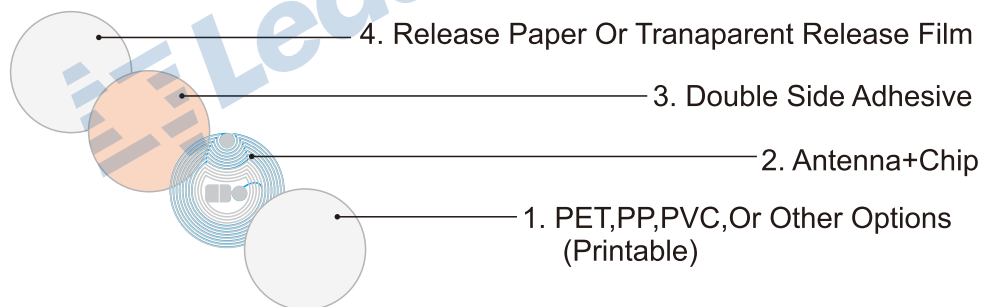 4. Release Paper Or Tranaparent Release Film
3. Double Side Adhesive
2. Antenna+Chip
1. PET,PP,PVC,Or Other Options
(Printable)